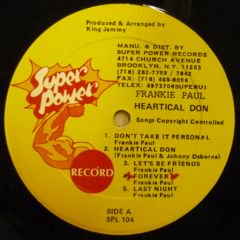 Produced & Arranged by
King Jammy
MANU. & DIST. BY
SUPER POWER RECORDS
4714 CHURCH AVENUE
BROOKLYN, N.Y. 11203
(718) 282-7709 / 7842
FAX: (718) 469-8056
TELEX: 4973708SUPERUI
FRANKIE PAUL
HEARTICAL DON
Songs Copyright Controlled
Super
Power
RECORD
1. DON'T TAKE IT PERSONAL
Frankie Paul
2. HEARTICAL DON
(Frankie Paul & Johnny Osborne)
3. LET'S BE FRIENDS
Frankie Paul
FOREVER
Frankie Paul
5. LAST NIGHT
Frankie Paul
SIDE A
SPL 104